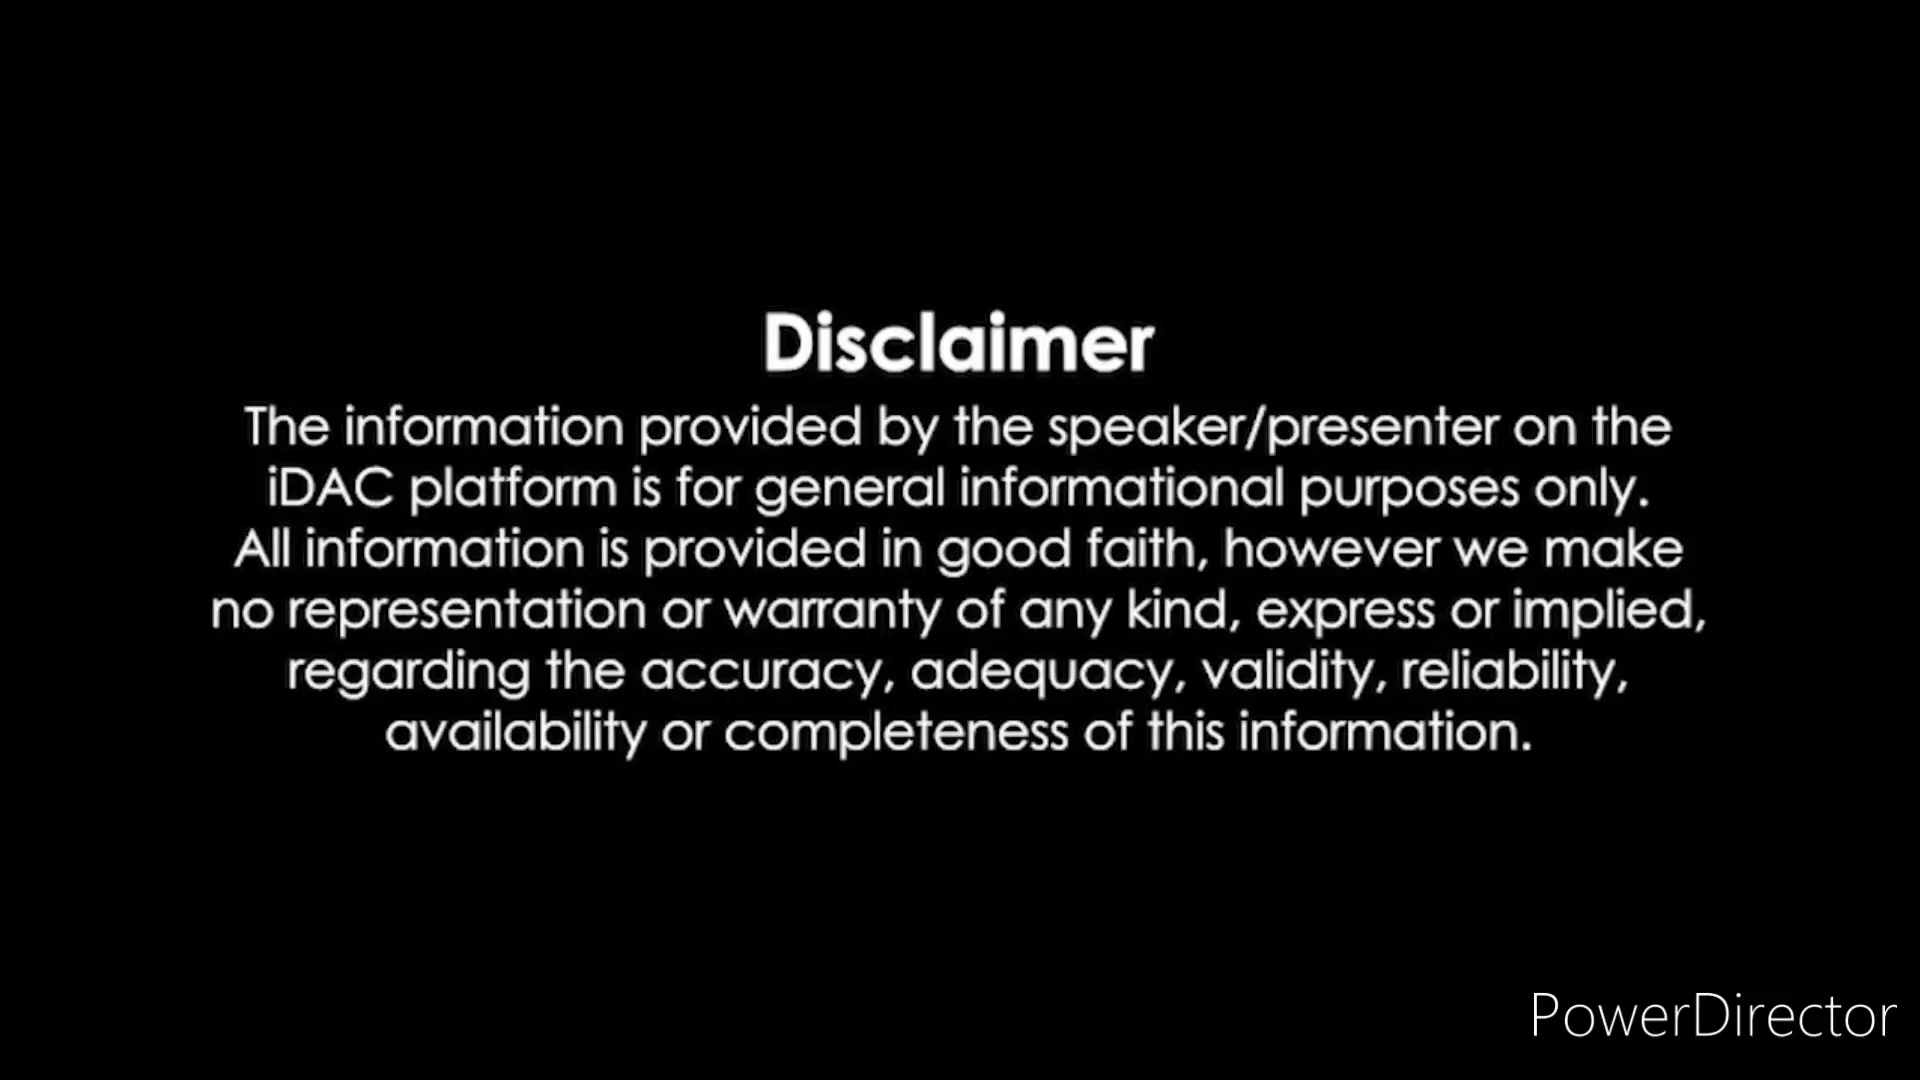 Disclaimer
The information provided by the speaker/presenter on the
iDAC platform is for general informational purposes only.
All information is provided in good faith, however we make
no representation or warranty of any kind, express or implied,
regarding the accuracy, adequacy, validity, reliability,
availability or completeness of this information.
PowerDirector